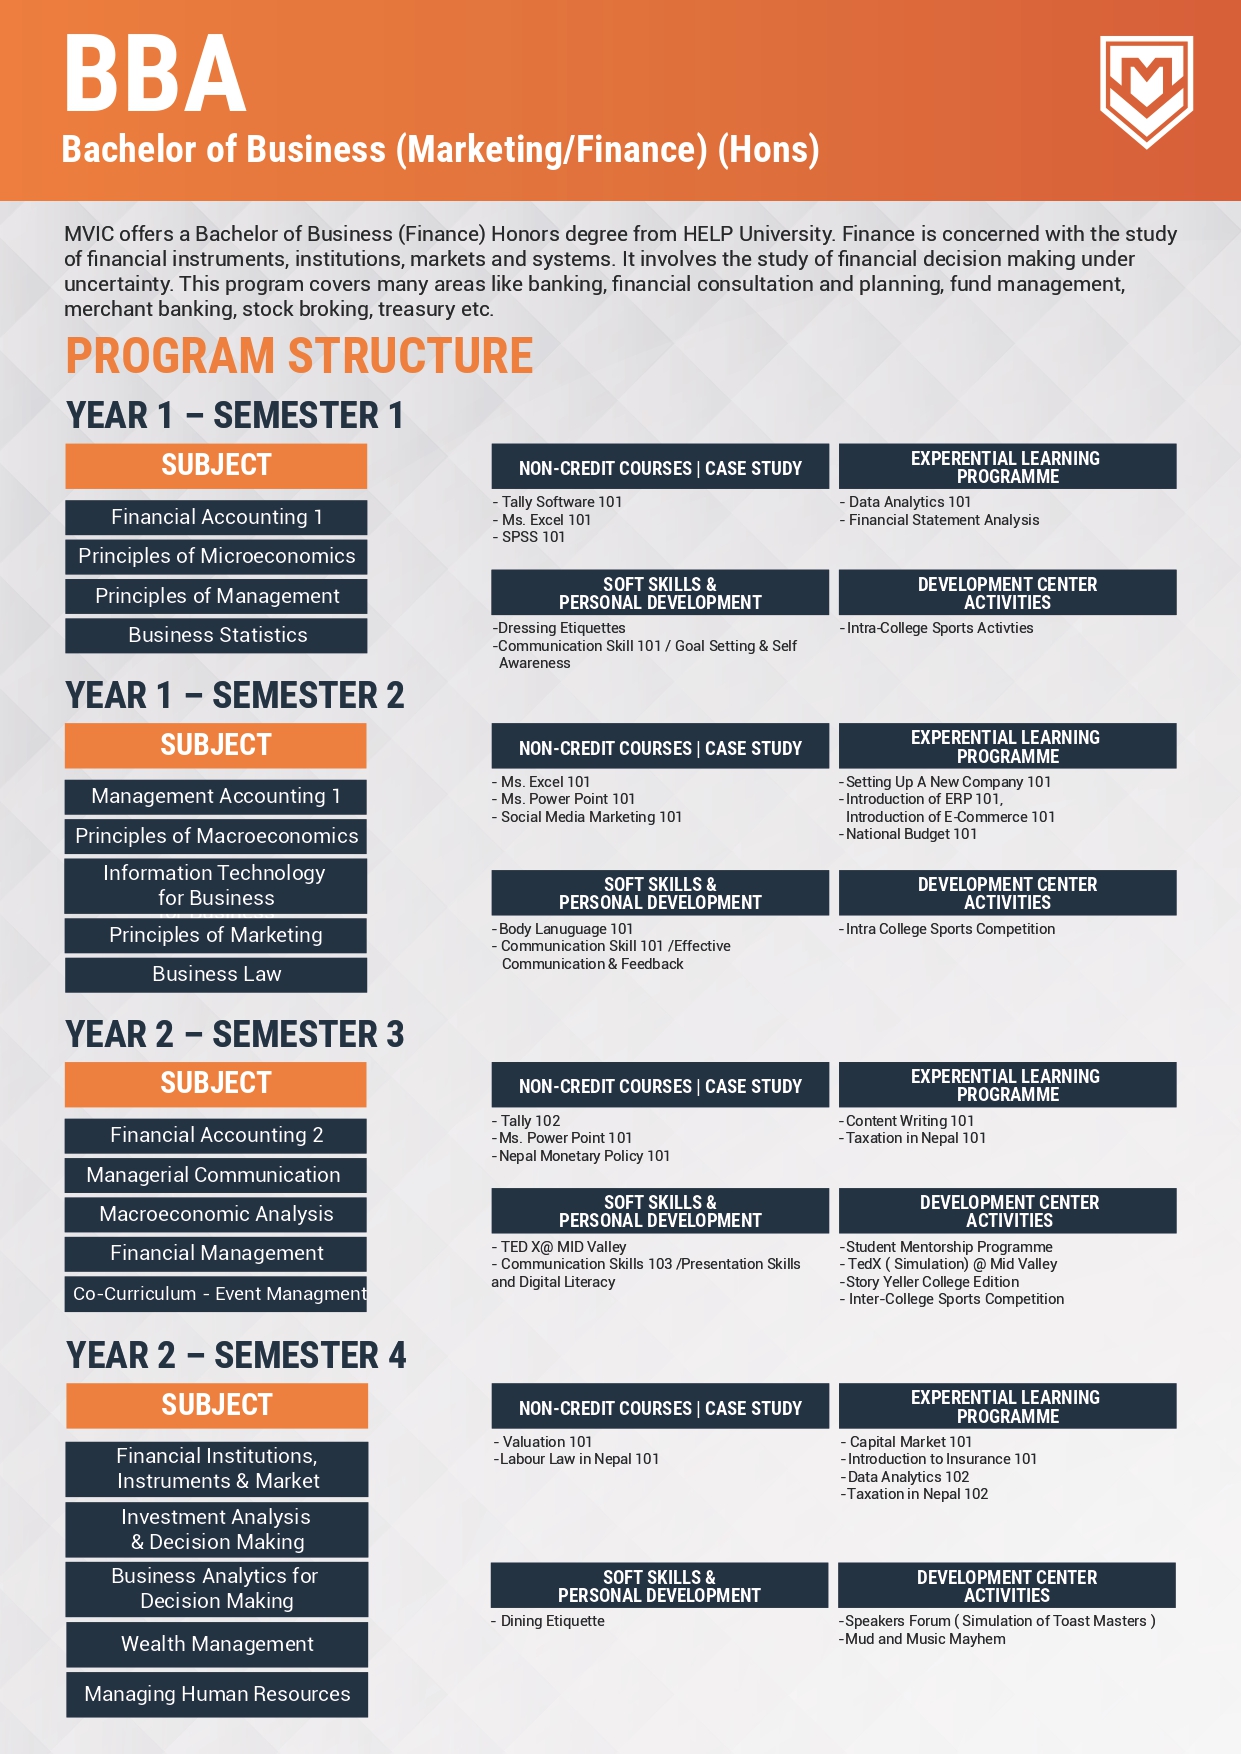 BBA
Bachelor of Business (Marketing/Finance) (Hons)
MVIC offers a Bachelor of Business (Finance) Honors degree from HELP University. Finance is concerned with the study
of financial instruments, institutions, markets and systems. It involves the study of financial decision making under
uncertainty. This program covers many areas like banking, financial consultation and planning, fund management,
merchant banking, stock broking, treasury etc.
PROGRAM STRUCTURE
YEAR 1 – SEMESTER 1
SUBJECT
Financial Accounting 1
Principles of Microeconomics
Principles of Management
Business Statistics
NON-CREDIT COURSES | CASE STUDY
- Tally Software 101
- Ms. Excel 101
- SPSS 101
EXPERENTIAL LEARNING
PROGRAMME
- Data Analytics 101
- Financial Statement Analysis
SOFT SKILLS &
PERSONAL DEVELOPMENT
-Dressing Etiquettes
-Communication Skill 101 / Goal Setting & Self
Awareness
DEVELOPMENT CENTER
ACTIVITIES
-Intra-College Sports Activties
YEAR 1 – SEMESTER 2
SUBJECT
Management Accounting 1
Principles of Macroeconomics
Information Technology
for Business
Principles of Marketing
Business Law
NON-CREDIT COURSES | CASE STUDY
- Ms. Excel 101
- Ms. Power Point 101
- Social Media Marketing 101
EXPERENTIAL LEARNING
PROGRAMME
-Setting Up A New Company 101
-Introduction of ERP 101,
Introduction of E-Commerce 101
-National Budget 101
SOFT SKILLS &
PERSONAL DEVELOPMENT
-Body Lanuguage 101
- Communication Skill 101 /Effective
Communication & Feedback
DEVELOPMENT CENTER
ACTIVITIES
-Intra College Sports Competition
YEAR 2 – SEMESTER 3
SUBJECT
Financial Accounting 2
Managerial Communication
Macroeconomic Analysis
Financial Management
Co-Curriculum - Event Managment
NON-CREDIT COURSES | CASE STUDY
- Tally 102
-Ms. Power Point 101
-Nepal Monetary Policy 101
EXPERENTIAL LEARNING
PROGRAMME
-Content Writing 101
-Taxation in Nepal 101
SOFT SKILLS &
PERSONAL DEVELOPMENT
- TED X@ MID Valley
- Communication Skills 103 /Presentation Skills
and Digital Literacy
DEVELOPMENT CENTER
ACTIVITIES
-Student Mentorship Programme
- TedX ( Simulation) @ Mid Valley
-Story Yeller College Edition
- Inter-College Sports Competition
YEAR 2 – SEMESTER 4
SUBJECT
Financial Institutions,
Instruments & Market
Investment Analysis
& Decision Making
Business Analytics for
Decision Making
Wealth Management
Managing Human Resources
NON-CREDIT COURSES | CASE STUDY
- Valuation 101
-Labour Law in Nepal 101
EXPERENTIAL LEARNING
PROGRAMME
- Capital Market 101
-Introduction to Insurance 101
-Data Analytics 102
-Taxation in Nepal 102
SOFT SKILLS &
PERSONAL DEVELOPMENT
- Dining Etiquette
DEVELOPMENT CENTER
ACTIVITIES
-Speakers Forum ( Simulation of Toast Masters )
-Mud and Music Mayhem